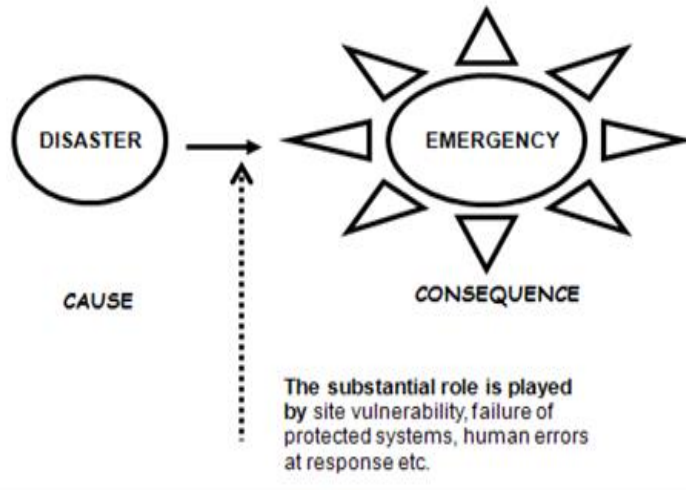 DISASTER
EMERGENCY
CAUSE
CONSEQUENCE
The substantial role is played
by site vulnerability, failure of
protected systems, human errors
at response etc.